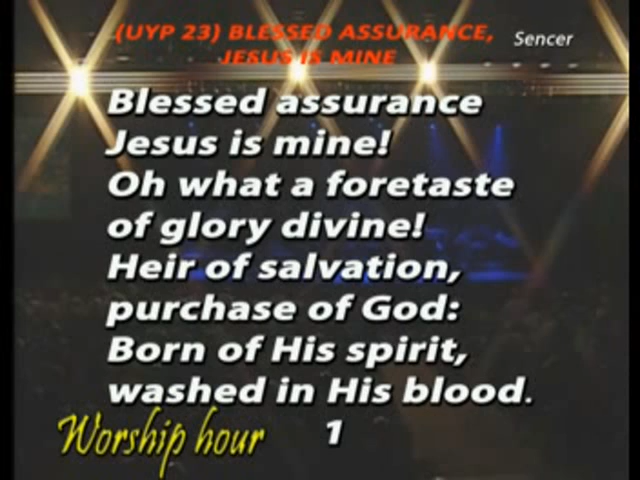 (UYP 23) BLESSED ASSURANCE,
JESUS IS MINE
Sencer
Blessed assurance
Jesus is mine!
Oh what a foretaste
of glory divine!
Heir of salvation,
purchase of God:
Born of His spirit,
washed in His blood.
Worship hour
1